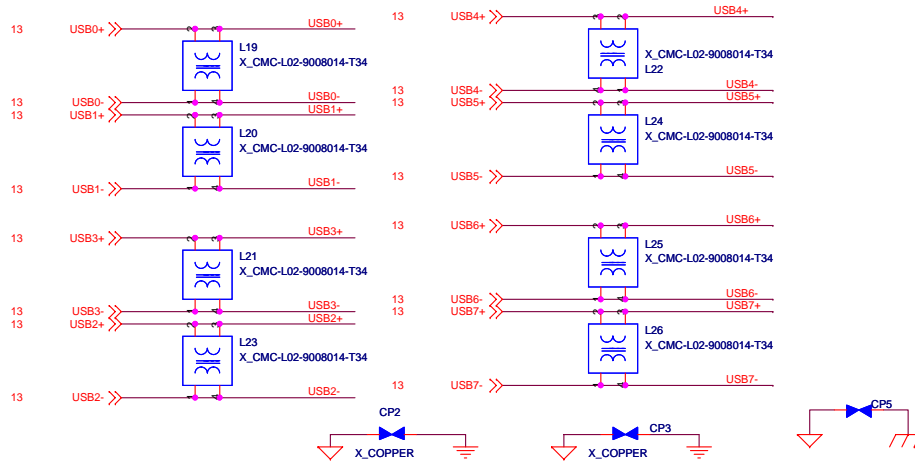 13 USB0+ USB0+
L19
X_CMC-L02-9008014-T34
13 USB0- USB0-
13 USB1+ USB1+
L20
X_CMC-L02-9008014-T34
13 USB1- USB1-
13 USB3+ USB3+
L21
X_CMC-L02-9008014-T34
13 USB3- USB3-
13 USB2+ USB2+
L23
X_CMC-L02-9008014-T34
13 USB2- USB2-
13 USB4+ USB4+
X_CMC-L02-9008014-T34
L22
13 USB4- USB4-
13 USB5+ USB5+
L24
X_CMC-L02-9008014-T34
13 USB5- USB5-
13 USB6+ USB6+
L25
X_CMC-L02-9008014-T34
13 USB6- USB6-
13 USB7+ USB7+
L26
X_CMC-L02-9008014-T34
13 USB7- USB7-
CP2
X_COPPER
CP3
X_COPPER
CP5